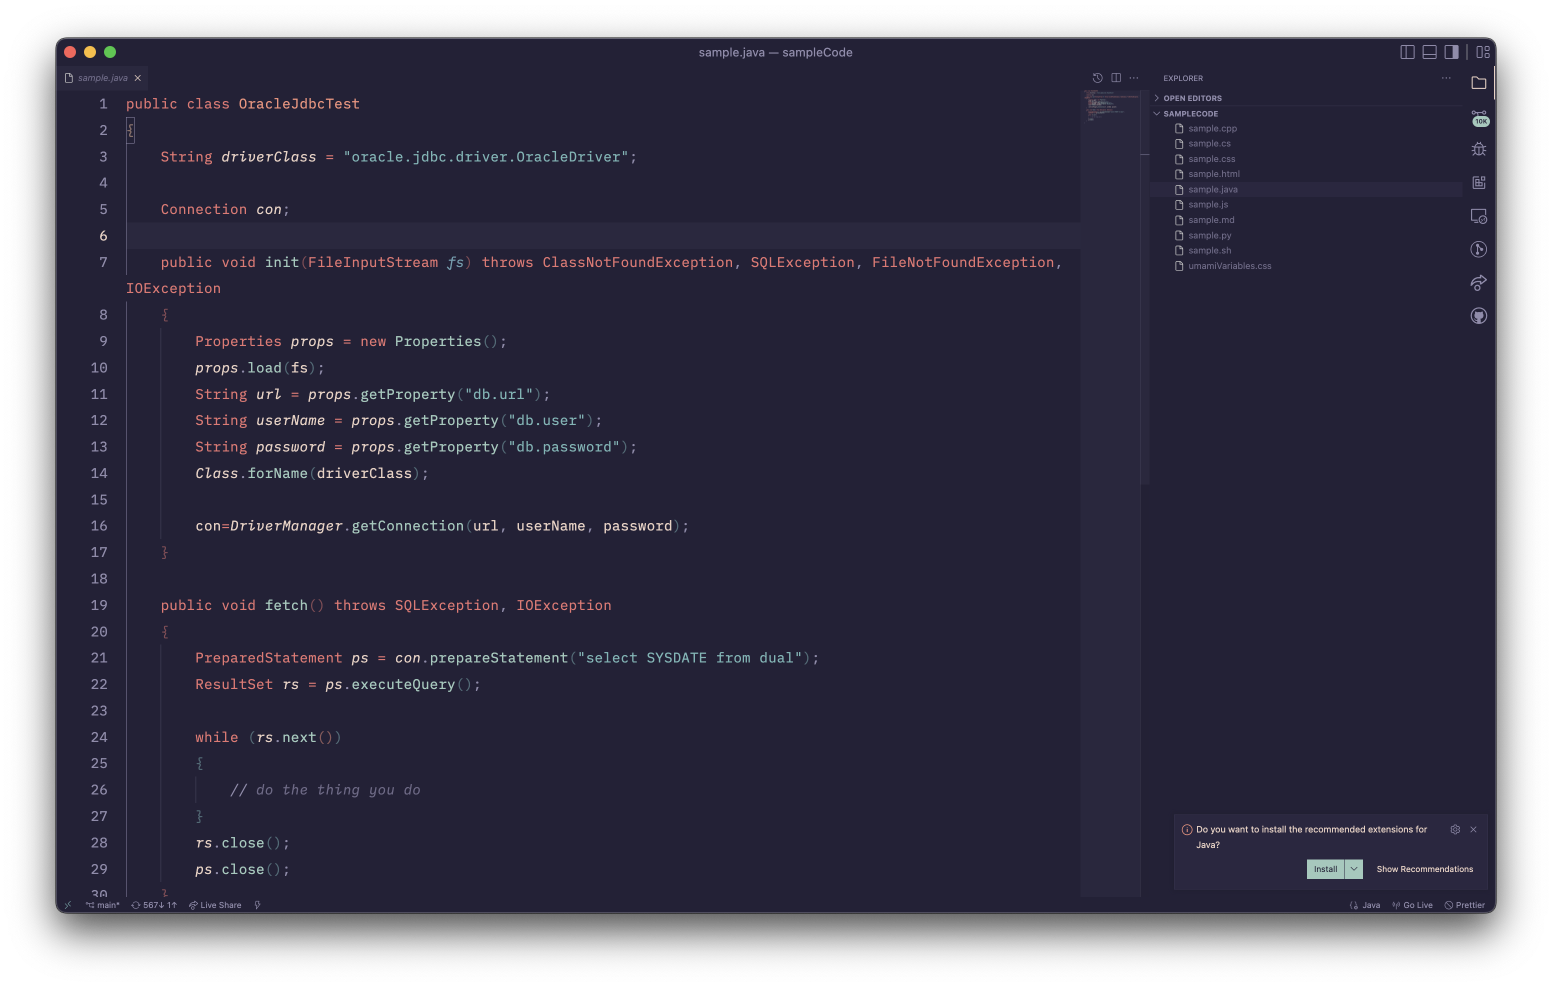 sample.java — sampleCode
sample.java
1 public class OracleJdbcTest
2 {
3 String driverClass = "oracle.jdbc.driver.OracleDriver";
4
5 Connection con;
6
7 public void init(FileInputStream fs) throws ClassNotFoundException, SQLException, FileNotFoundException,
IOException
8 {
9 Properties props = new Properties();
10 props.load(fs);
11 String url = props.getProperty("db.url");
12 String userName = props.getProperty("db.user");
13 String password = props.getProperty("db.password");
14 Class.forName(driverClass);
15
16 con=DriverManager.getConnection(url, userName, password);
17 }
18
19 public void fetch() throws SQLException, IOException
20 {
21 PreparedStatement ps = con.prepareStatement("select SYSDATE from dual");
22 ResultSet rs = ps.executeQuery();
23
24 while (rs.next())
25 {
26 // do the thing you do
27 }
28 rs.close();
29 ps.close();
30 }
EXPLORER
OPEN EDITORS
SAMPLECODE
sample.cpp
sample.cs
sample.css
sample.html
sample.java
sample.js
sample.md
sample.py
sample.sh
umamiVariables.css
10K
Do you want to install the recommended extensions for
Java?
Install
Show Recommendations
main*
567↓ 1↑
Live Share
Java
Go Live
Prettier